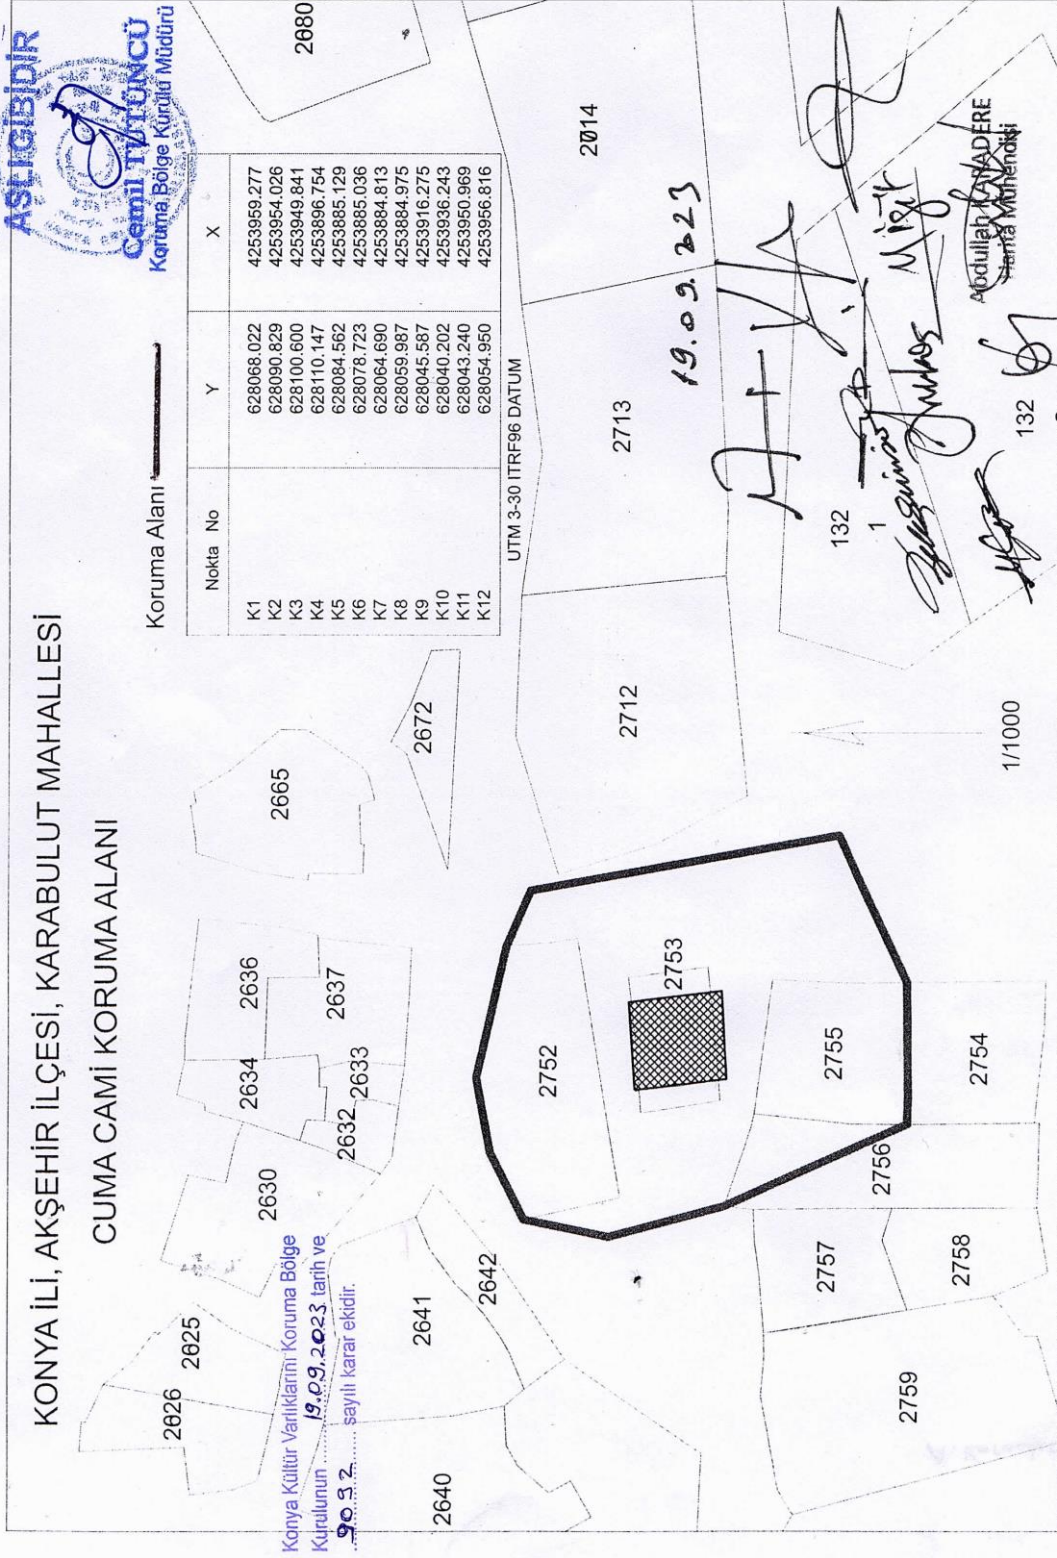 KONYA İLİ, AKŞEHİR İLÇESİ, KARABULUT MAHALLESİ
CUMA CAMİ KORUMA ALANI
ASLI GİBİDİR
Cemil TÜTÜNCÜ
Koruma Bölge Kurulu Müdürü
Koruma Alanı
Nokta No Y X
K1 628068.022 4253959.277
K2 628090.829 4253954.026
K3 628100.600 4253949.841
K4 628110.147 4253896.754
K5 628084.562 4253885.129
K6 628078.723 4253885.036
K7 628064.690 4253884.813
K8 628059.987 4253884.975
K9 628045.587 4253916.275
K10 628040.202 4253936.243
K11 628043.240 4253950.969
K12 628054.950 4253956.816
UTM 3-30 ITRF96 DATUM
Konya Kültür Varlıklarını Koruma Bölge
Kurulunun 19.09.2023 tarih ve
9092 sayılı karar ekidir.
2626
2625
2630
2634
2636
2637
2632
2633
2665
2672
2680
2640
2641
2642
2752
2753
2712
2713
2014
2755
2754
2756
2757
2758
2759
19.09.2023
132
1
132
Abdullah KARADERE
Harita Mühendisi
1/1000